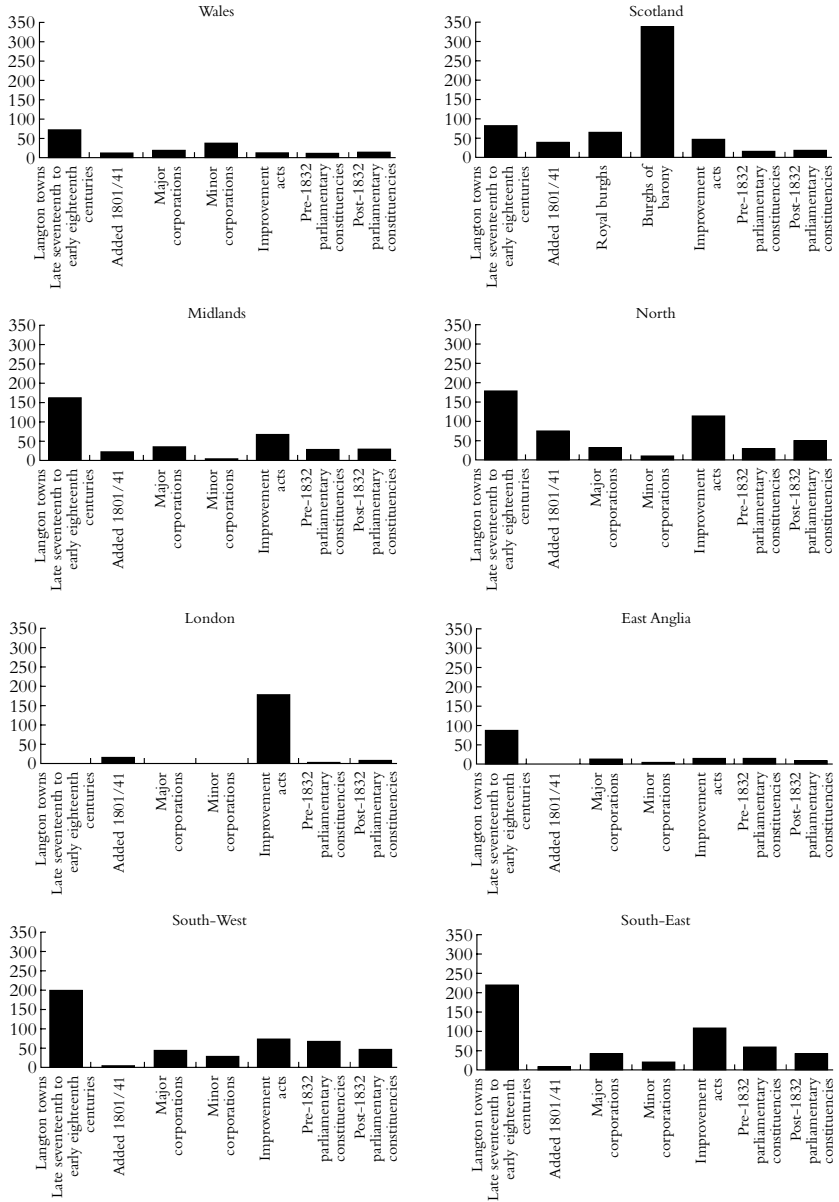 Wales
350
300
250
200
150
100
50
0
Langton towns
Late seventeenth to
early eighteenth
centuries
Added 1801/41
Major
corporations
Minor
corporations
Improvement
acts
Pre-1832
parliamentary
constituencies
Post-1832
parliamentary
constituencies
Scotland
350
300
250
200
150
100
50
0
Langton towns
Late seventeenth to
early eighteenth
centuries
Added 1801/41
Royal burghs
Burghs of
barony
Improvement
acts
Pre-1832
parliamentary
constituencies
Post-1832
parliamentary
constituencies
Midlands
350
300
250
200
150
100
50
0
Langton towns
Late seventeenth to
early eighteenth
centuries
Added 1801/41
Major
corporations
Minor
corporations
Improvement
acts
Pre-1832
parliamentary
constituencies
Post-1832
parliamentary
constituencies
North
350
300
250
200
150
100
50
0
Langton towns
Late seventeenth to
early eighteenth
centuries
Added 1801/41
Major
corporations
Minor
corporations
Improvement
acts
Pre-1832
parliamentary
constituencies
Post-1832
parliamentary
constituencies
London
350
300
250
200
150
100
50
0
Langton towns
Late seventeenth to
early eighteenth
centuries
Added 1801/41
Major
corporations
Minor
corporations
Improvement
acts
Pre-1832
parliamentary
constituencies
Post-1832
parliamentary
constituencies
East Anglia
350
300
250
200
150
100
50
0
Langton towns
Late seventeenth to
early eighteenth
centuries
Added 1801/41
Major
corporations
Minor
corporations
Improvement
acts
Pre-1832
parliamentary
constituencies
Post-1832
parliamentary
constituencies
South-West
350
300
250
200
150
100
50
0
Langton towns
Late seventeenth to
early eighteenth
centuries
Added 1801/41
Major
corporations
Minor
corporations
Improvement
acts
Pre-1832
parliamentary
constituencies
Post-1832
parliamentary
constituencies
South-East
350
300
250
200
150
100
50
0
Langton towns
Late seventeenth to
early eighteenth
centuries
Added 1801/41
Major
corporations
Minor
corporations
Improvement
acts
Pre-1832
parliamentary
constituencies
Post-1832
parliamentary
constituencies